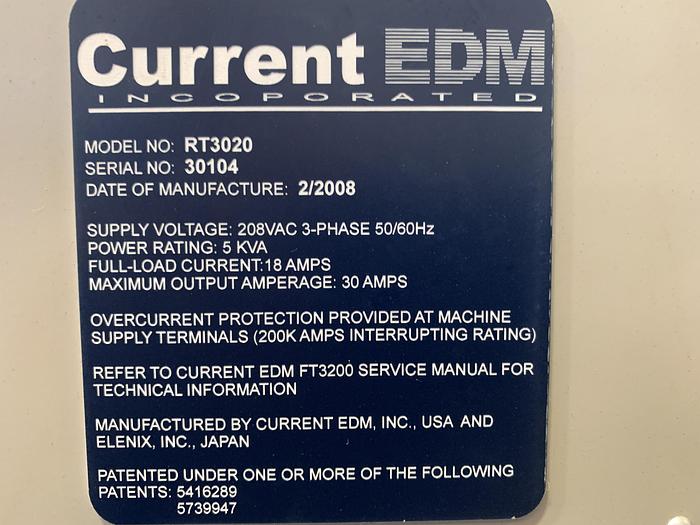 Current EDM
INCORPORATED
MODEL NO: RT3020
SERIAL NO: 30104
DATE OF MANUFACTURE: 2/2008
SUPPLY VOLTAGE: 208VAC 3-PHASE 50/60Hz
POWER RATING: 5 KVA
FULL-LOAD CURRENT:18 AMPS
MAXIMUM OUTPUT AMPERAGE: 30 AMPS
OVERCURRENT PROTECTION PROVIDED AT MACHINE
SUPPLY TERMINALS (200K AMPS INTERRUPTING RATING)
REFER TO CURRENT EDM FT3200 SERVICE MANUAL FOR
TECHNICAL INFORMATION
MANUFACTURED BY CURRENT EDM, INC., USA AND
ELENIX, INC., JAPAN
PATENTED UNDER ONE OR MORE OF THE FOLLOWING
PATENTS: 5416289
5739947